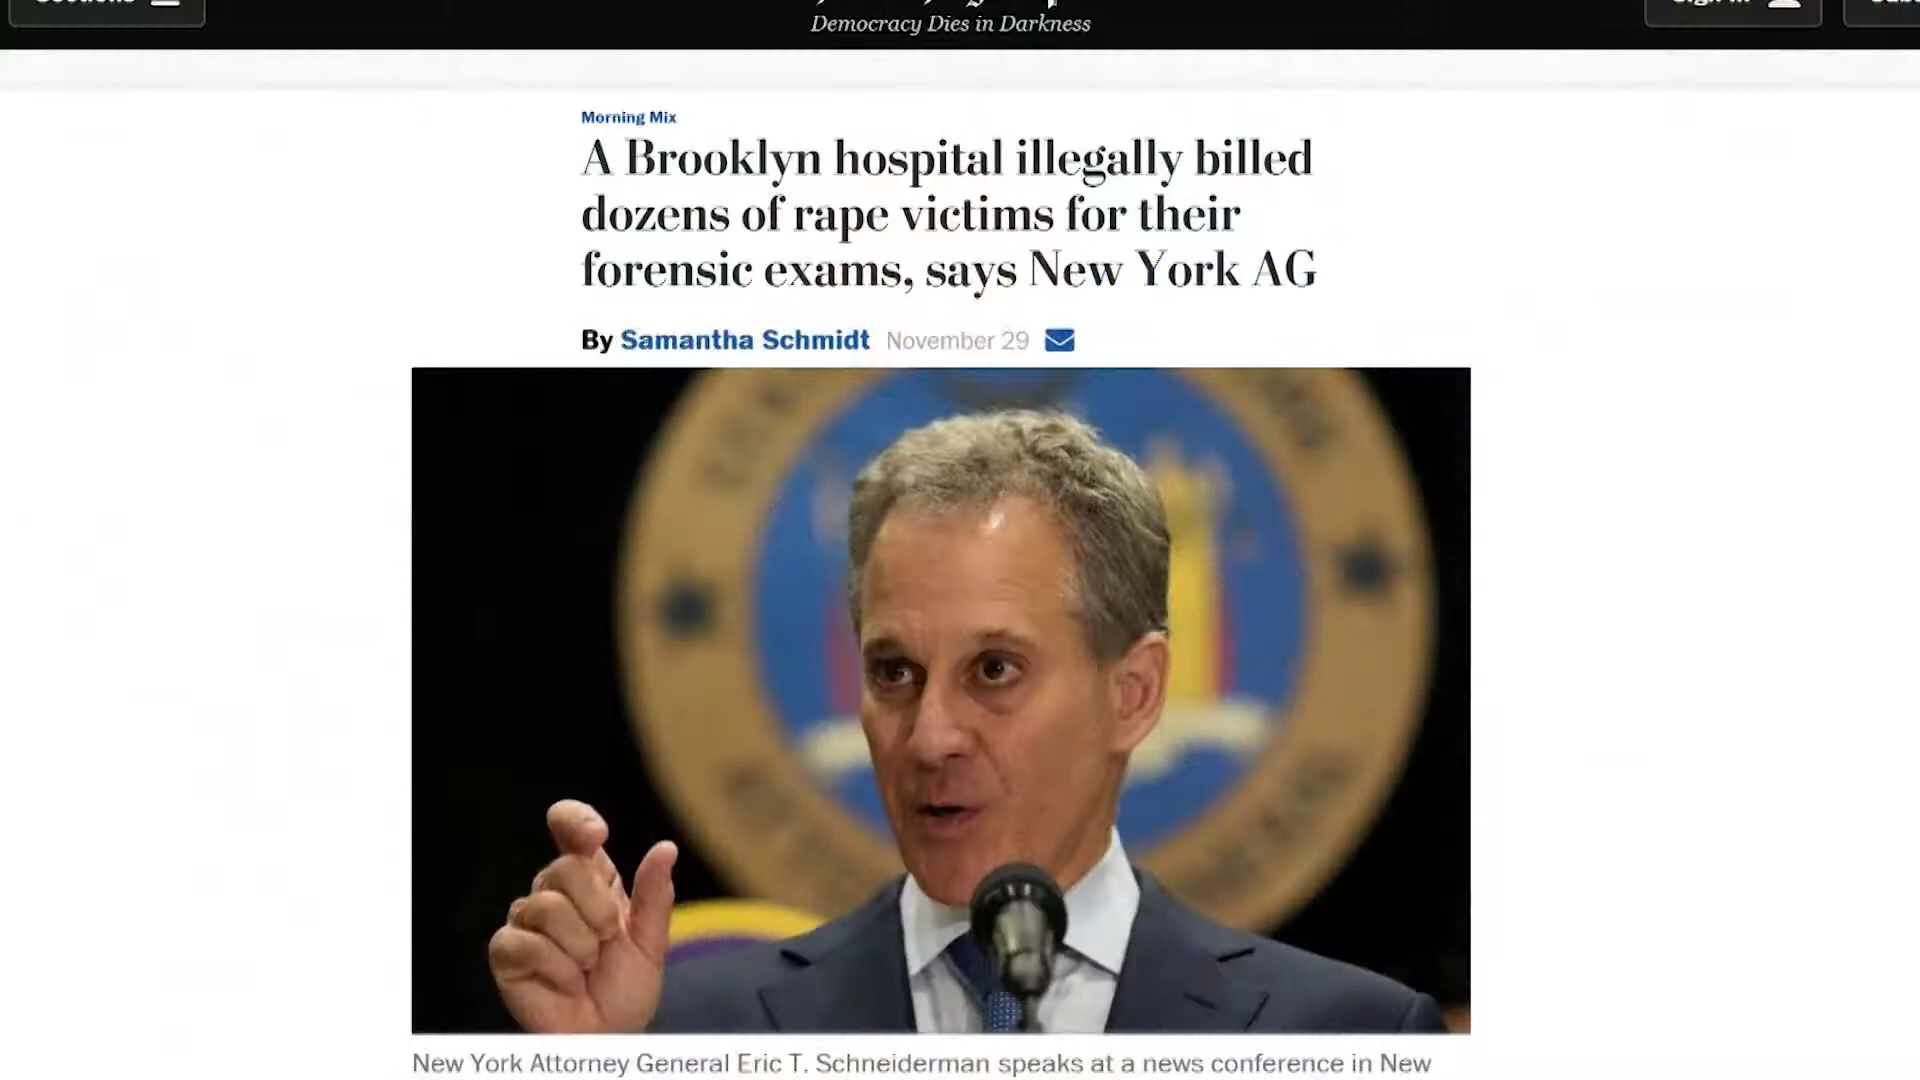 Democracy Dies in Darkness
Morning Mix
A Brooklyn hospital illegally billed
dozens of rape victims for their
forensic exams, says New York AG
By Samantha Schmidt November 29
New York Attorney General Eric T. Schneiderman speaks at a news conference in New